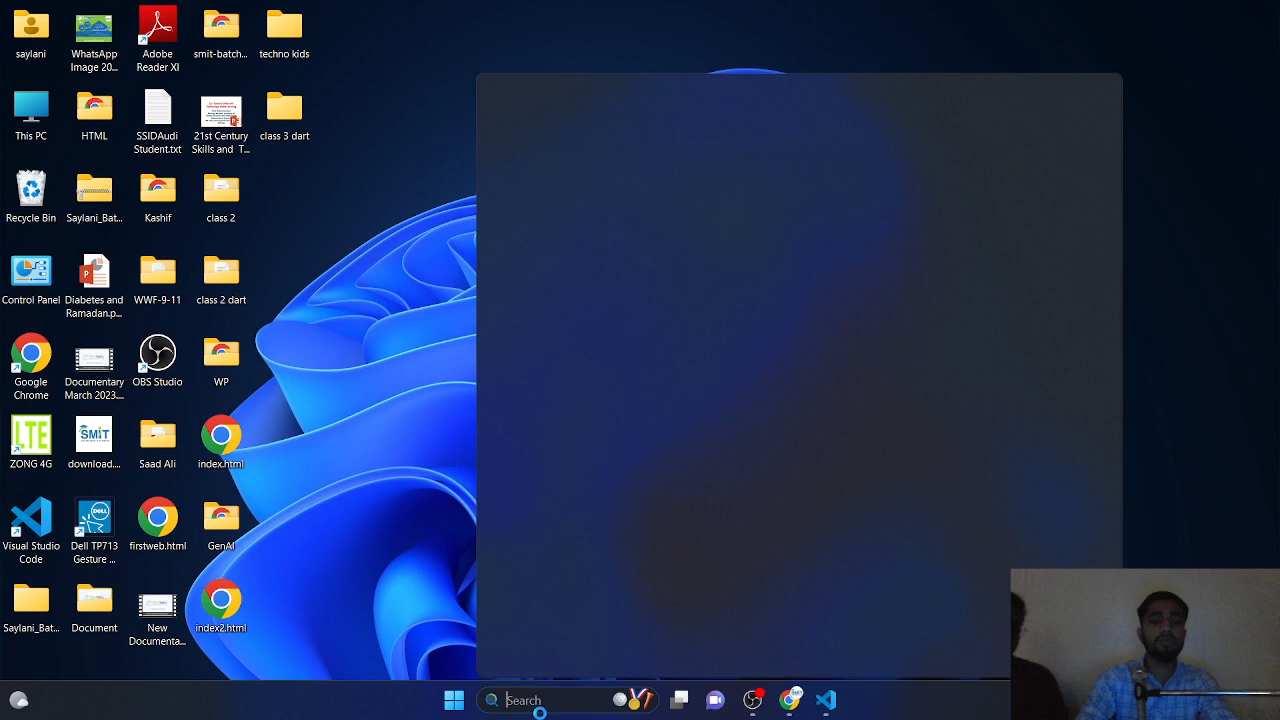 saylani
WhatsApp
Image 20...
Adobe
Reader XI
smit-batch...
techno kids
This PC
HTML
SSIDAudi
Student.txt
21st Century
Skills and T...
class 3 dart
Recycle Bin
Saylani_Bat...
Kashif
class 2
Control Panel
Diabetes and
Ramadan.p...
WWF-9-11
class 2 dart
Google
Chrome
Documentary
March 2023...
OBS Studio
WP
LTE
ZONG 4G
SMIT
download....
Saad Ali
index.html
Visual Studio
Code
DELL
Dell TP713
Gesture ...
firstweb.html
GenAI
Saylani_Bat...
Document
New
Documenta...
index2.html
Search